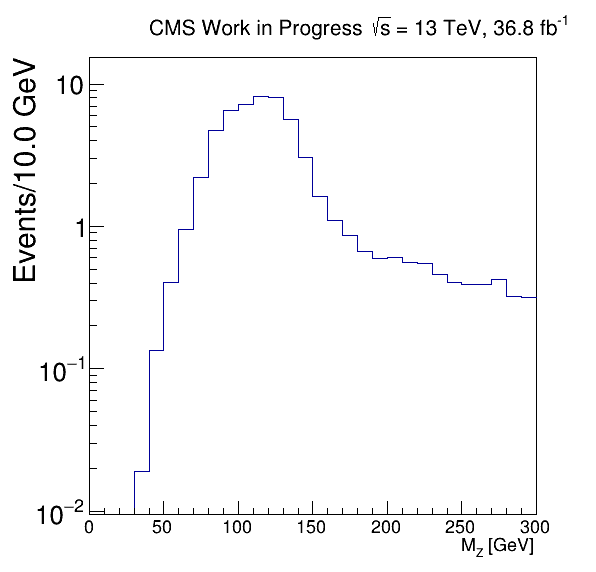 CMS Work in Progress √s = 13 TeV, 36.8 fb⁻¹
Events/10.0 GeV
10
1
10⁻¹
10⁻²
0 50 100 150 200 250 300
M_Z [GeV]